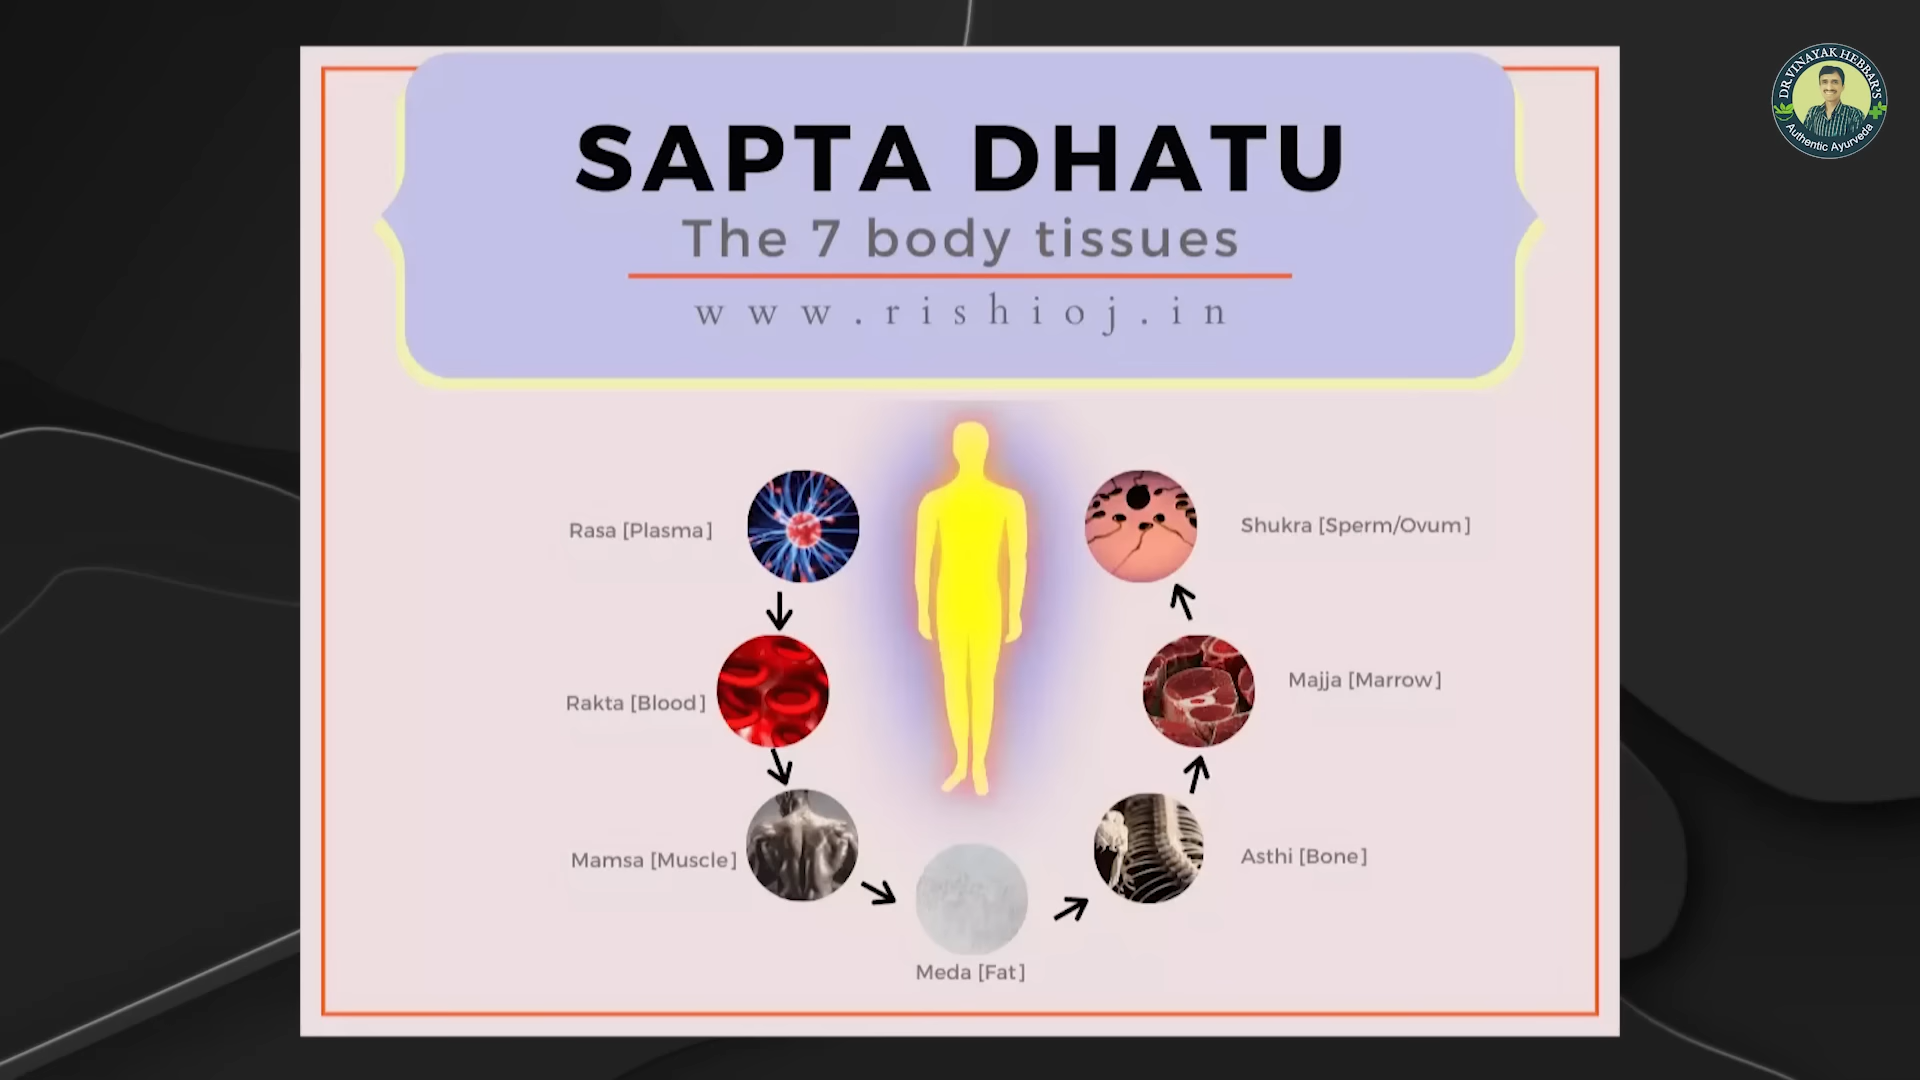 SAPTA DHATU
The 7 body tissues
www.rishioj.in
Rasa [Plasma]
Rakta [Blood]
Mamsa [Muscle]
Meda [Fat]
Asthi [Bone]
Majja [Marrow]
Shukra [Sperm/Ovum]
DR.VINAYAK HEBBAR'S
Authentic Ayurveda